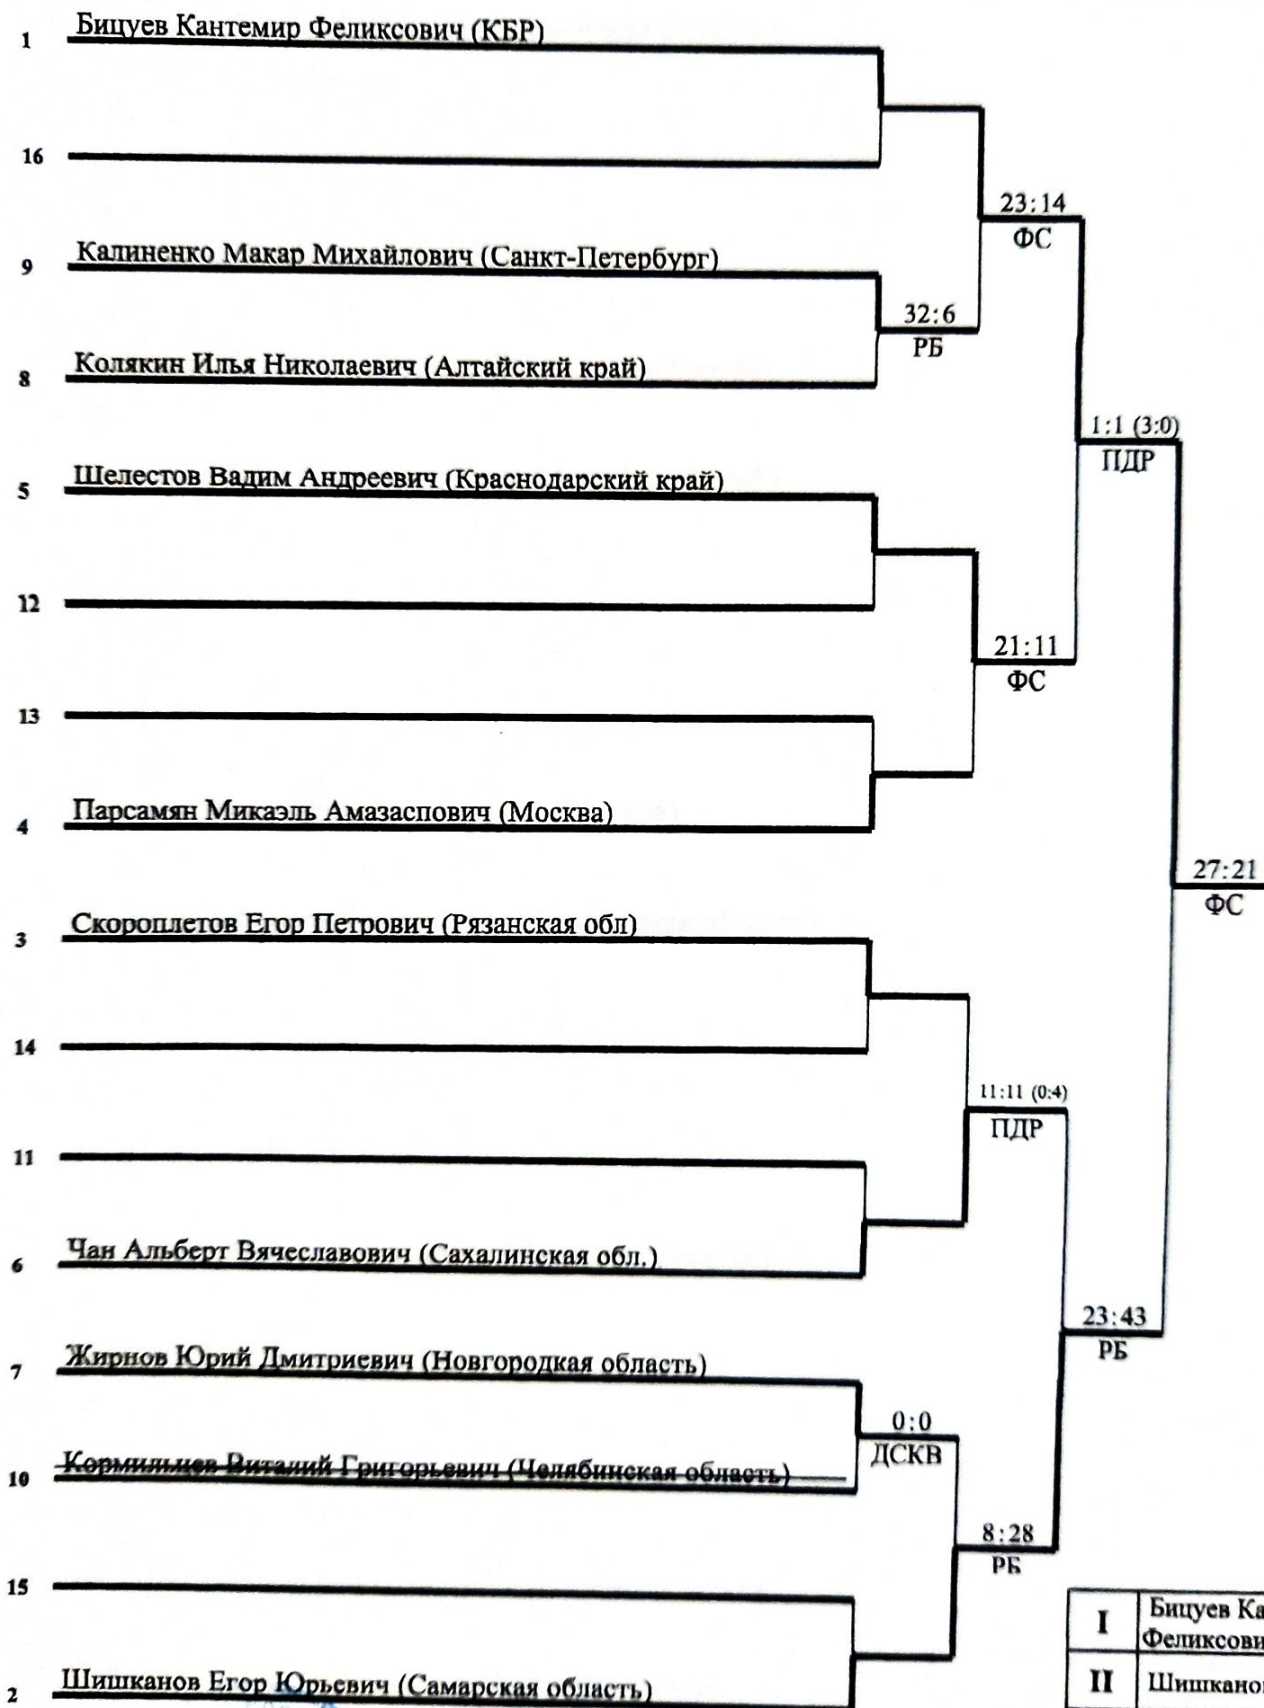 1 Бицуев Кантемир Феликсович (КБР)
16
23:14
ФС
9 Калиненко Макар Михайлович (Санкт-Петербург)
32:6
РБ
8 Колякин Илья Николаевич (Алтайский край)
1:1 (3:0)
ПДР
5 Шелестов Вадим Андреевич (Краснодарский край)
12
21:11
ФС
13
4 Парсамян Микаэль Амазаспович (Москва)
27:21
ФС
3 Скороплетов Егор Петрович (Рязанская обл)
14
11:11 (0:4)
ПДР
11
6 Чан Альберт Вячеславович (Сахалинская обл.)
23:43
РБ
7 Жирнов Юрий Дмитриевич (Новгородкая область)
0:0
ДСКВ
10 Кормильцев Виталий Григорьевич (Челябинская область)
8:28
РБ
15
I Бицуев Ка
Феликсови
2 Шишканов Егор Юрьевич (Самарская область)
II Шишканов